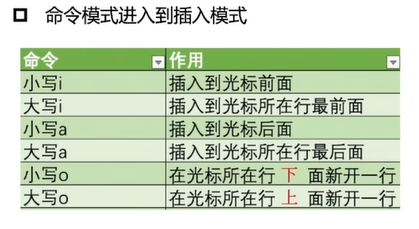 命令模式进入到插入模式
命令 作用
小写i 插入到光标前面
大写i 插入到光标所在行最前面
小写a 插入到光标后面
大写a 插入到光标所在行最后面
小写o 在光标所在行 下 面新开一行
大写o 在光标所在行 上 面新开一行